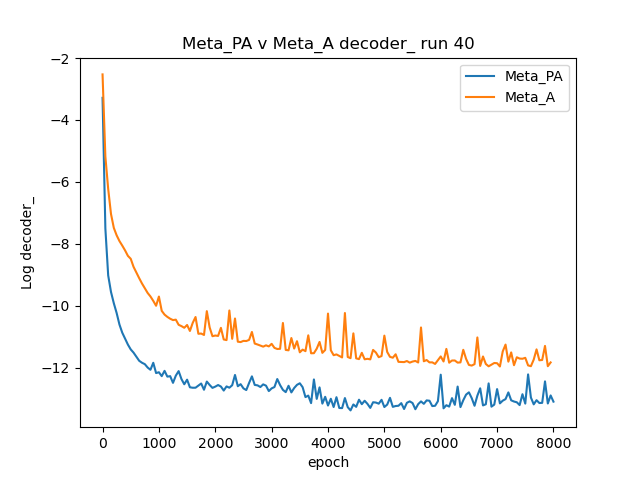 Meta_PA v Meta_A decoder_ run 40
Meta_PA
Meta_A
Log decoder_
−2
−4
−6
−8
−10
−12
0 1000 2000 3000 4000 5000 6000 7000 8000
epoch